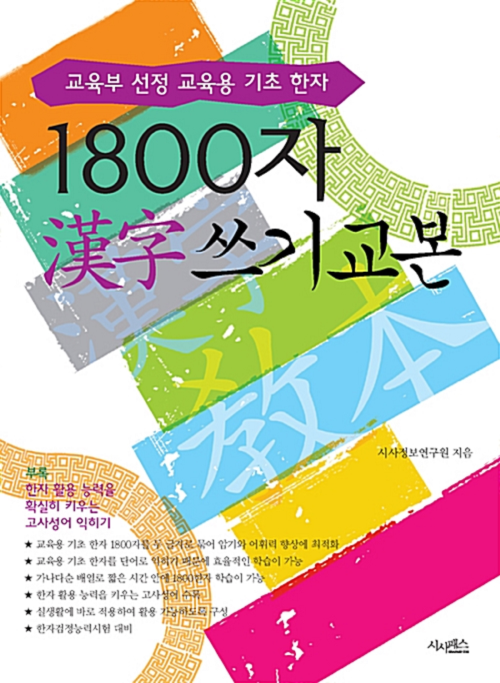 교육부 선정 교육용 기초 한자
1800자
漢字 쓰기교본
漢字
敎本
시사정보연구원 지음
부록
한자 활용 능력을
확실히 키우는
고사성어 익히기
★ 교육용 기초 한자 1800자를 두 글자로 묶어 암기와 어휘력 향상에 최적화
★ 교육용 기초 한자를 단어로 익히기 때문에 효율적인 학습이 가능
★ 가나다순 배열로 짧은 시간 안에 1800한자 학습이 가능
★ 한자 활용 능력을 키우는 고사성어 수록
★ 실생활에 바로 적용하여 활용 가능하도록 구성
★ 한자검정능력시험 대비
시사패스